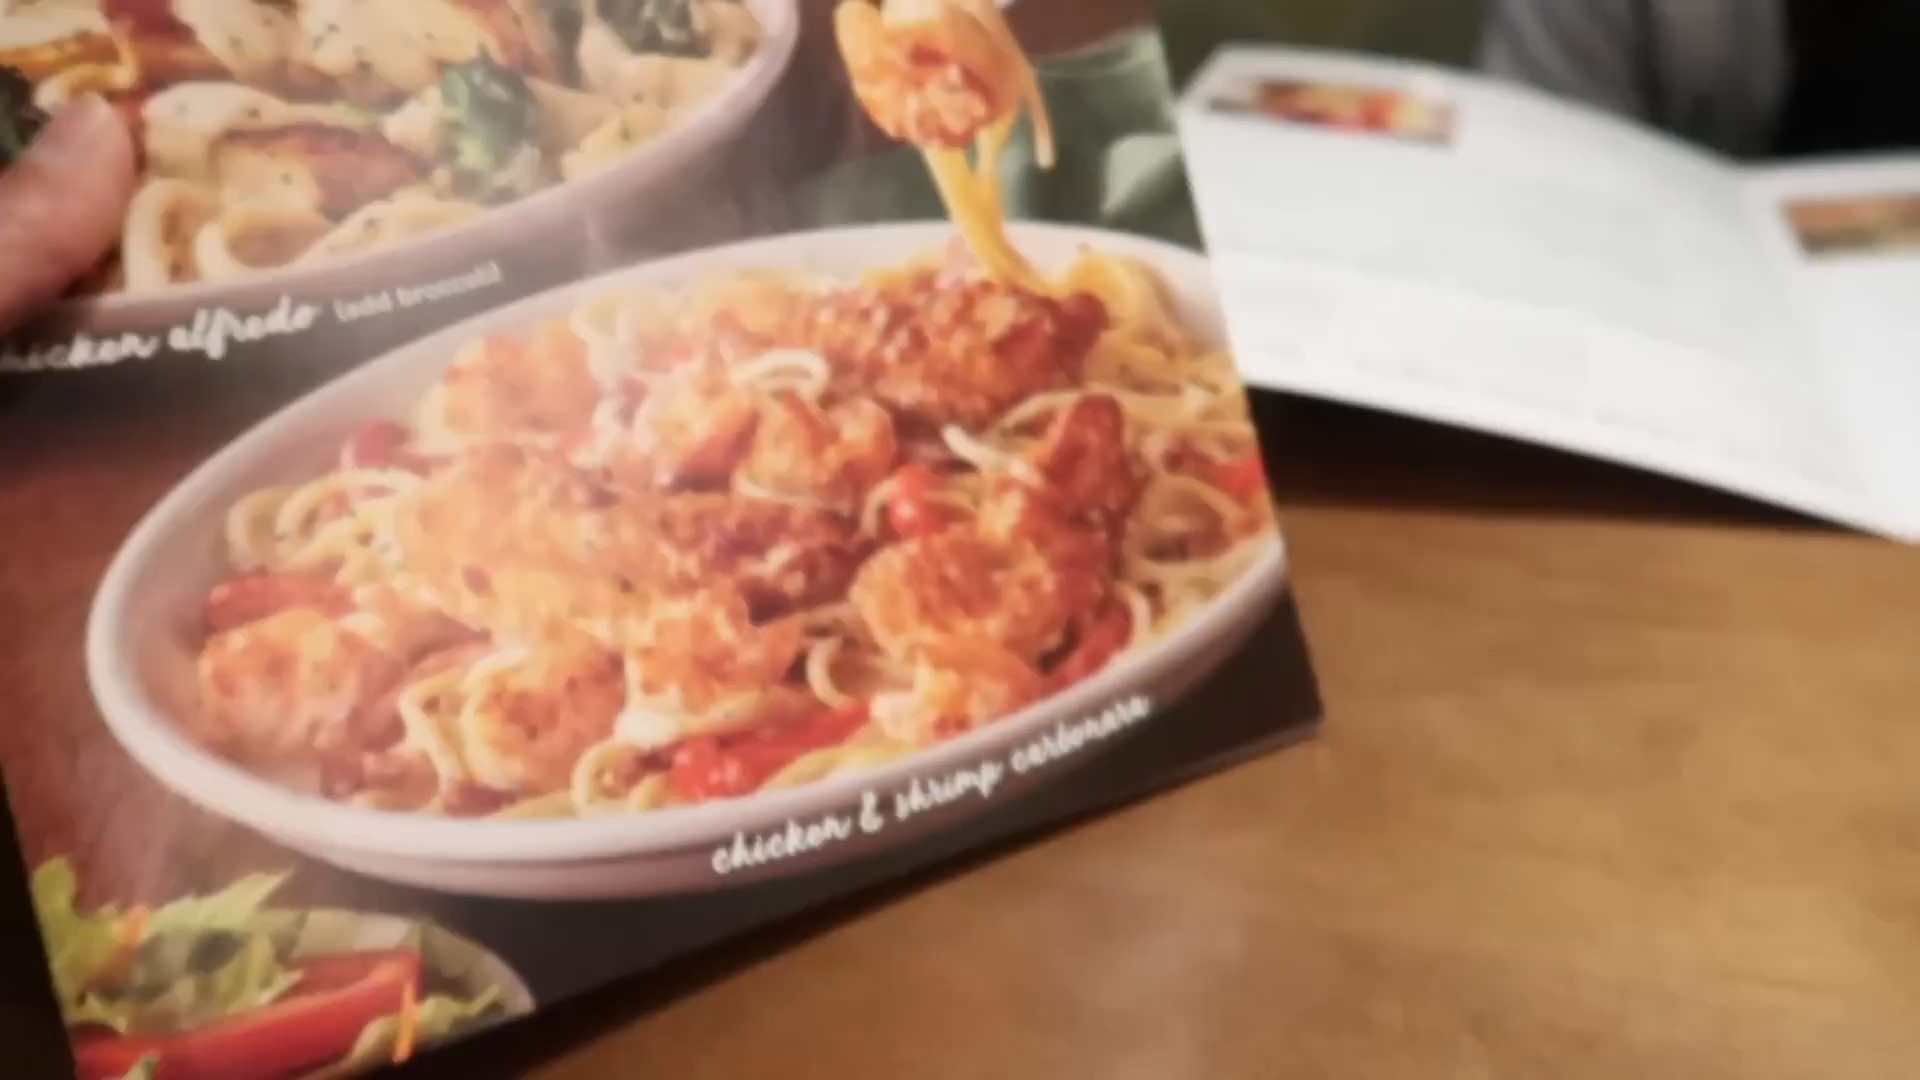 chicken alfredo (add broccoli)
chicken & shrimp carbonara